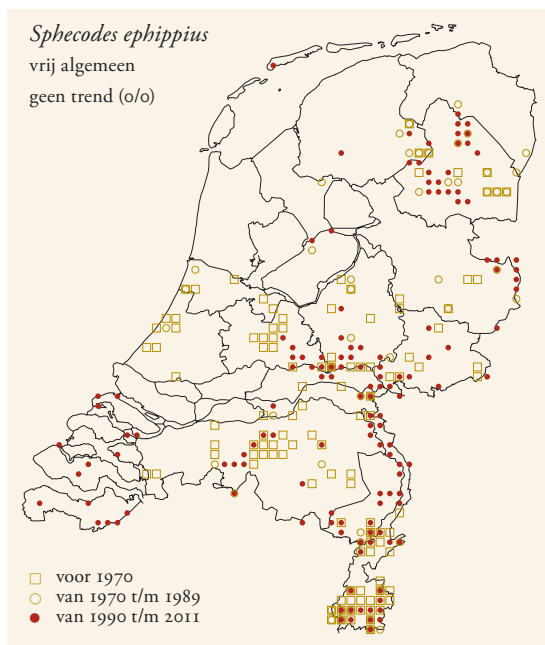 Sphecodes ephippius
vrij algemeen
geen trend (0/0)
voor 1970
van 1970 t/m 1989
van 1990 t/m 2011